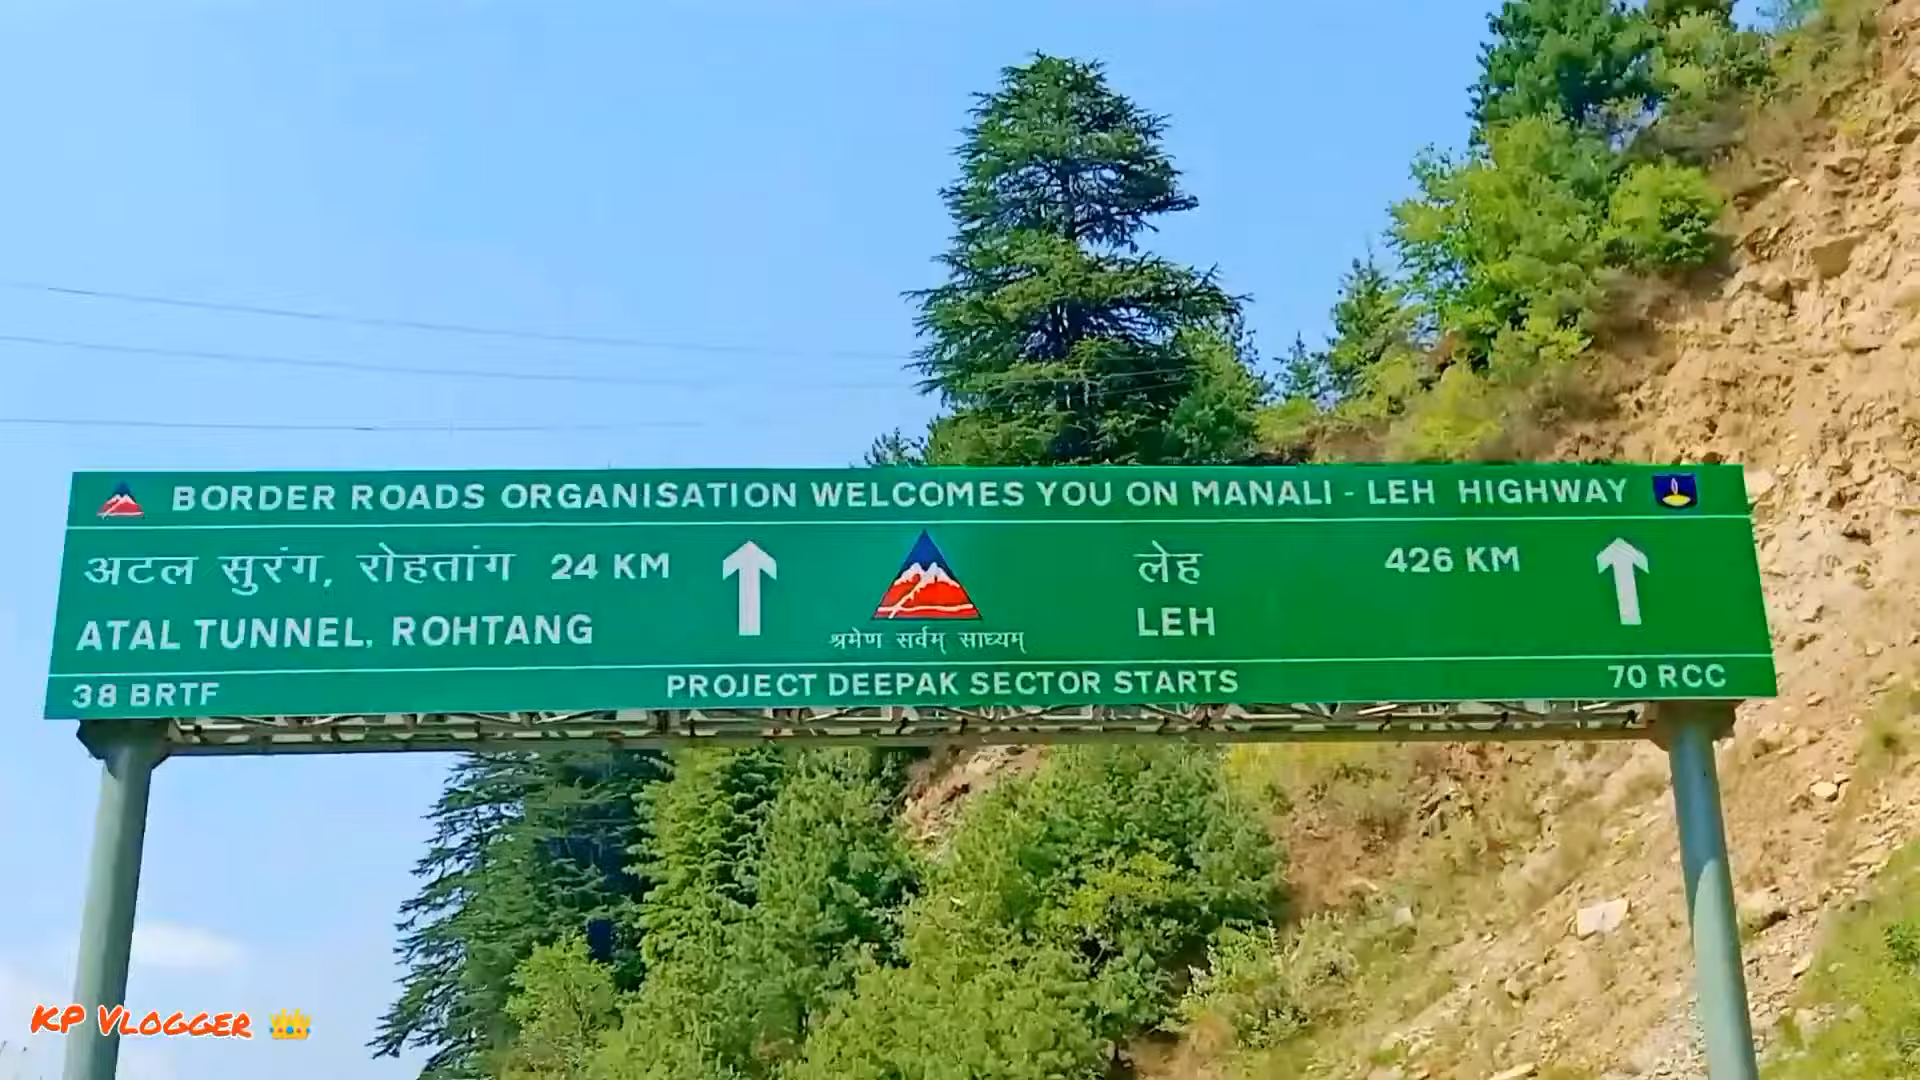 BORDER ROADS ORGANISATION WELCOMES YOU ON MANALI - LEH HIGHWAY
अटल सुरंग, रोहतांग 24 KM
ATAL TUNNEL, ROHTANG
श्रमेण सर्वम् साध्यम्
लेह 426 KM
LEH
38 BRTF
PROJECT DEEPAK SECTOR STARTS
70 RCC
KP Vlogger